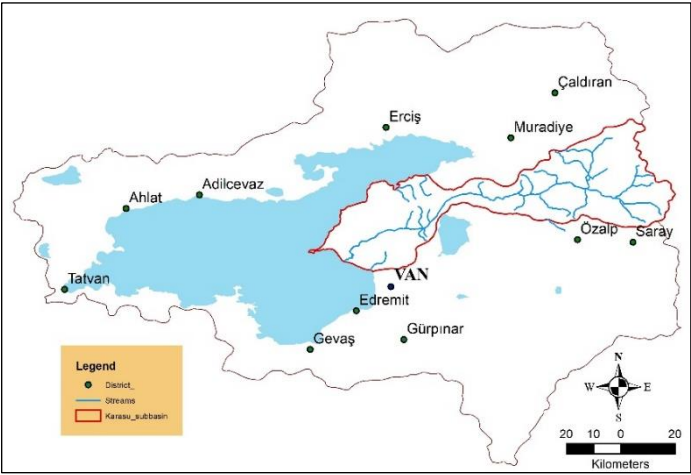 Çaldıran
Erciş
Muradiye
Adilcevaz
Ahlat
Özalp
Saray
VAN
Tatvan
Edremit
Gevaş
Gürpınar
Legend
District_
Streams
Karasu_subbasin
N
W E
S
20 10 0 20
Kilometers